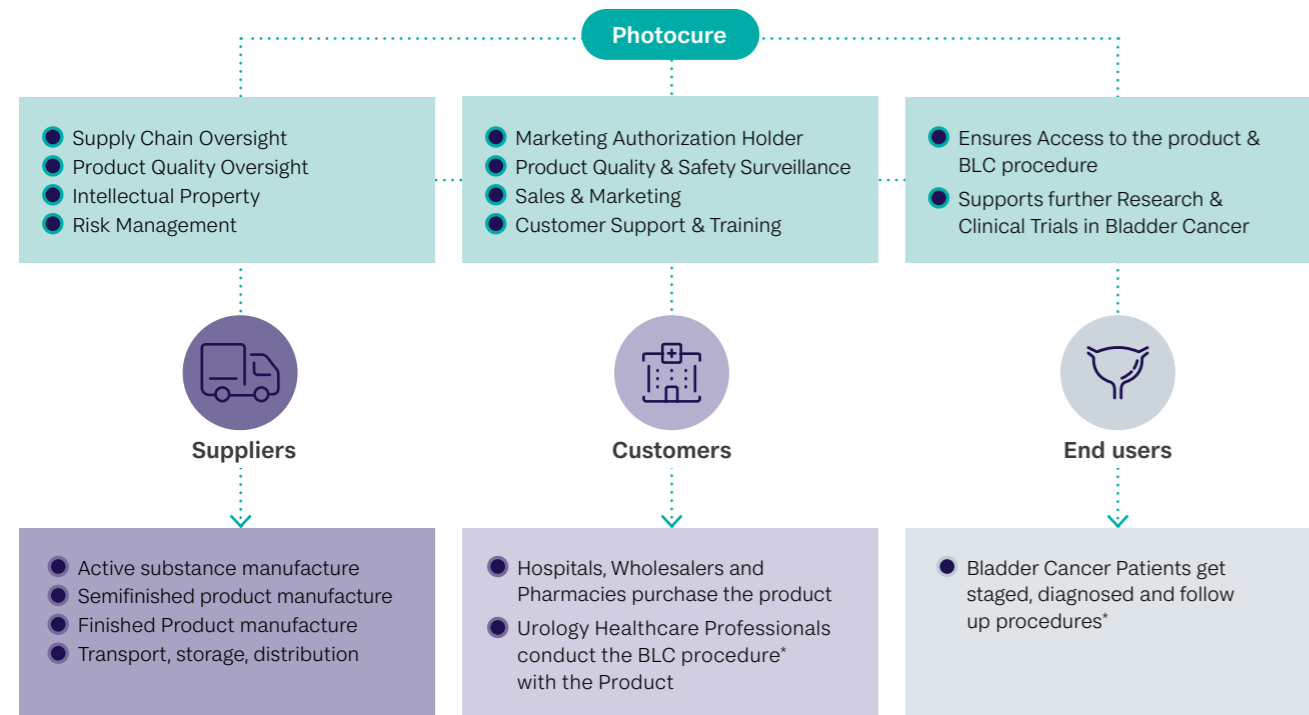 Photocure
Supply Chain Oversight
Product Quality Oversight
Intellectual Property
Risk Management
Marketing Authorization Holder
Product Quality & Safety Surveillance
Sales & Marketing
Customer Support & Training
Ensures Access to the product &
BLC procedure
Supports further Research &
Clinical Trials in Bladder Cancer
Suppliers
Customers
End users
Active substance manufacture
Semifinished product manufacture
Finished Product manufacture
Transport, storage, distribution
Hospitals, Wholesalers and
Pharmacies purchase the product
Urology Healthcare Professionals
conduct the BLC procedure*
with the Product
Bladder Cancer Patients get
staged, diagnosed and follow
up procedures*